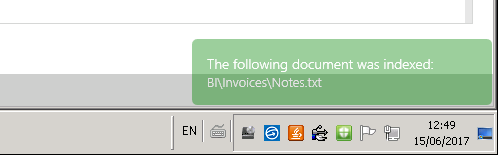 The following document was indexed:
BI\Invoices\Notes.txt
EN
12:49
15/06/2017